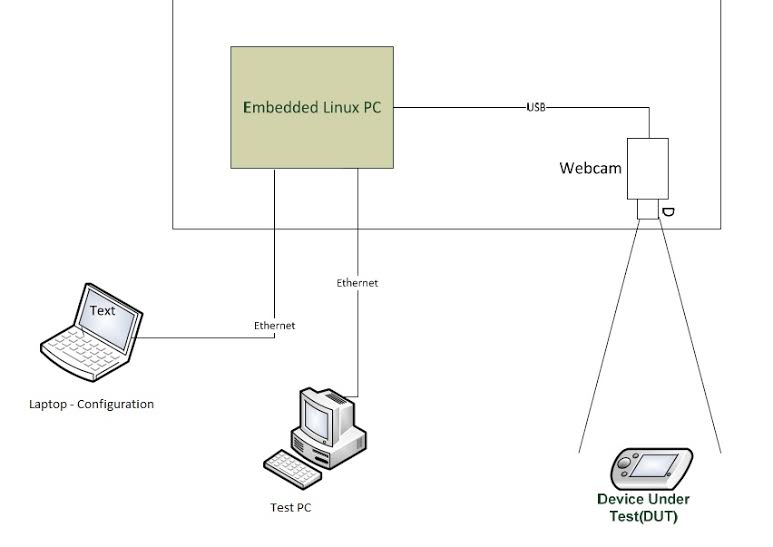 Embedded Linux PC
USB
Webcam
Ethernet
Text
Ethernet
Laptop - Configuration
Test PC
Device Under
Test(DUT)